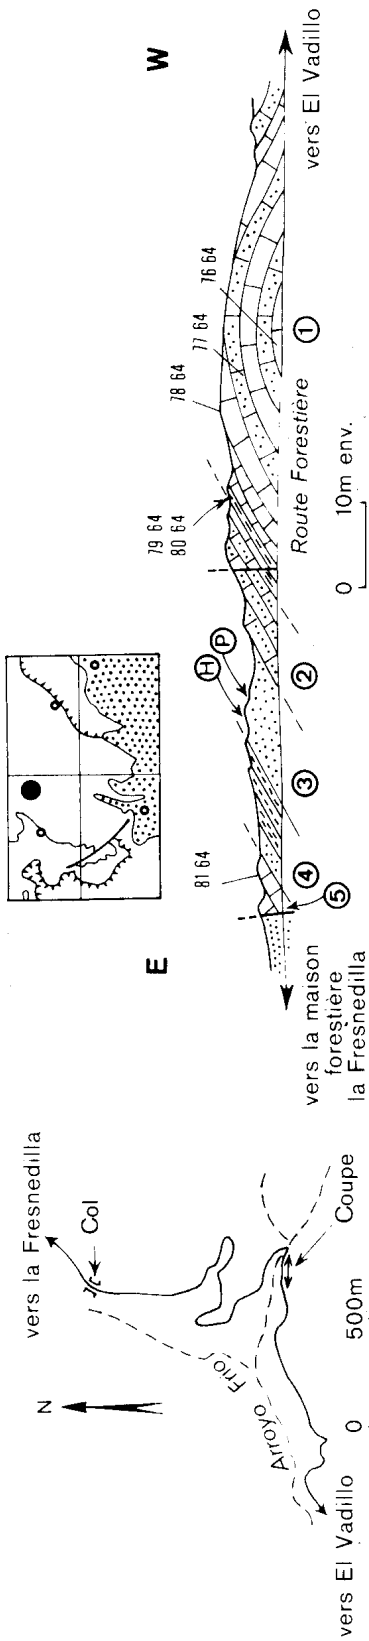 vers la Fresnedilla
Col
N
Arroyo Frio
vers El Vadillo
Coupe
0 500m
E
W
81 64
H
P
79 64
80 64
78 64
77 64
76 64
vers la maison
forestière
la Fresnedilla
5
4
3
2
1
Route Forestière
vers El Vadillo
0 10m env.